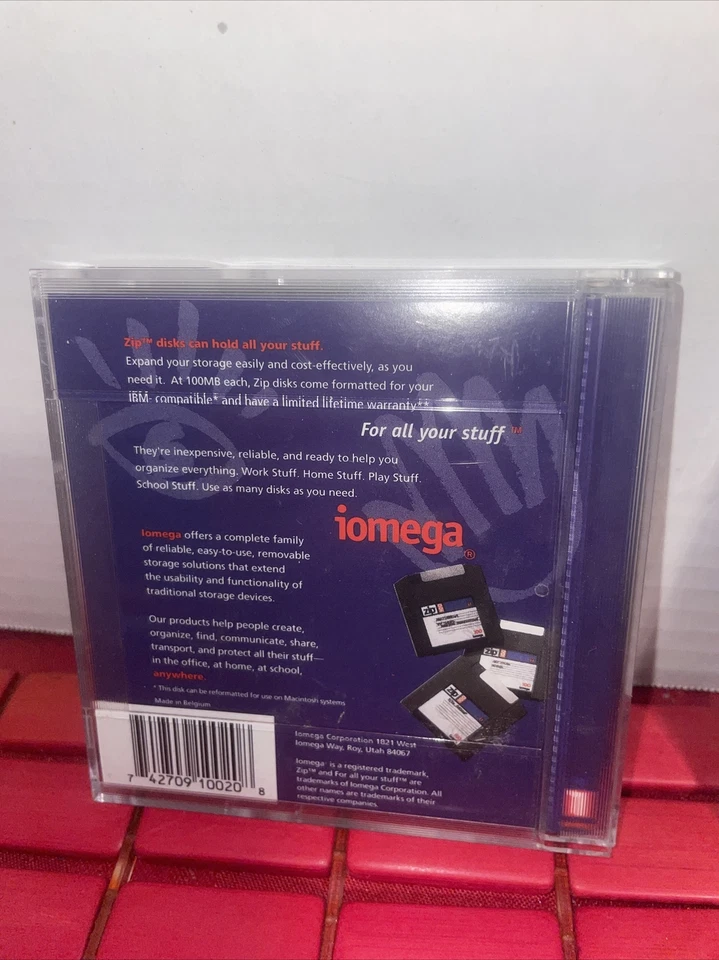 Zip™ disks can hold all your stuff.
Expand your storage easily and cost-effectively, as you
need it. At 100MB each, Zip disks come formatted for your
IBM- compatible* and have a limited lifetime warranty**
For all your stuff™
They're inexpensive, reliable, and ready to help you
organize everything. Work Stuff. Home Stuff. Play Stuff.
School Stuff. Use as many disks as you need.
iomega®
Iomega offers a complete family
of reliable, easy-to-use, removable
storage solutions that extend
the usability and functionality of
traditional storage devices.
Our products help people create,
organize, find, communicate, share,
transport, and protect all their stuff—
in the office, at home, at school,
anywhere.
* This disk can be reformatted for use on Macintosh systems
Made in Belgium
zip
zip
zip
7 42709 10020 8
Iomega Corporation 1821 West
Iomega Way, Roy, Utah 84067
Iomega is a registered trademark,
Zip™ and For all your stuff™ are
trademarks of Iomega Corporation. All
other names are trademarks of their
respective companies.